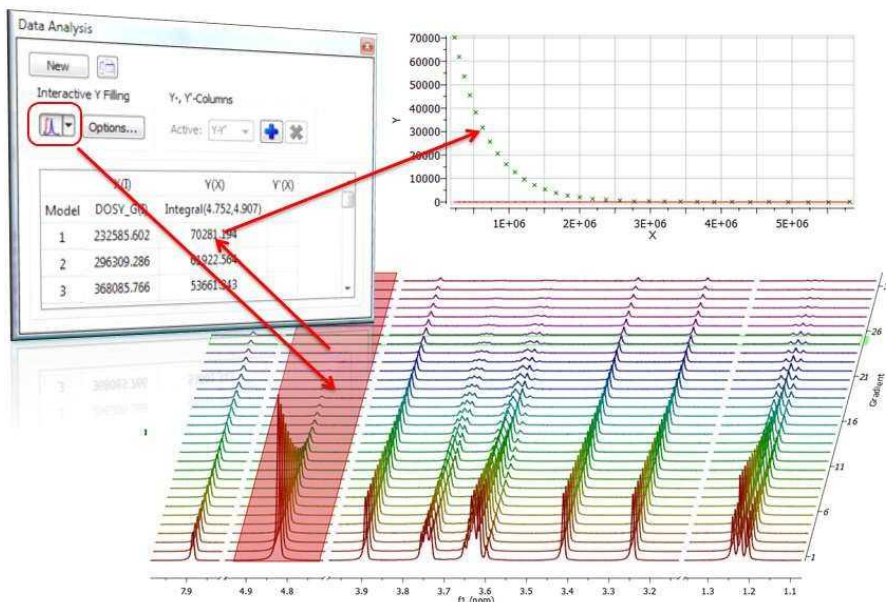 Data Analysis
New
Interactive Y Filling
Y-, Y'-Columns
Options...
Active: Y-Y'
X(I) Y(X) Y'(X)
Model DOSY_G(I) Integral(4.752,4.907)
1 232585.602 70281.194
2 296309.286 61922.564
3 368085.766 53661.343
70000
60000
50000
40000
30000
20000
10000
0
Y
1E+06 2E+06 3E+06 4E+06 5E+06
X
26
21
16
11
6
1
Gradient
7.9 4.9 4.8 3.9 3.8 3.7 3.6 3.5 3.4 3.3 3.2 1.3 1.2 1.1
f1 (ppm)